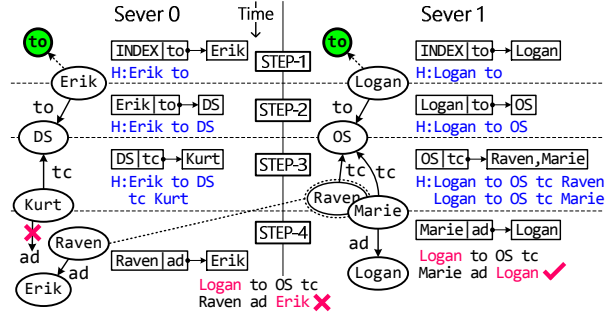 Sever 0
Time
Sever 1
to
INDEX|to Erik
H:Erik to
STEP-1
to
INDEX|to Logan
H:Logan to
Erik
Logan
to
Erik|to DS
H:Erik to DS
STEP-2
to
Logan|to OS
H:Logan to OS
DS
OS
tc
DS|tc Kurt
H:Erik to DS
tc Kurt
STEP-3
tc
tc
OS|tc Raven,Marie
H:Logan to OS tc Raven
Logan to OS tc Marie
Kurt
Raven
Marie
ad
Raven
ad
Erik
Raven|ad Erik
STEP-4
Logan to OS tc
Raven ad Erik
ad
Logan
Marie|ad Logan
Logan to OS tc
Marie ad Logan